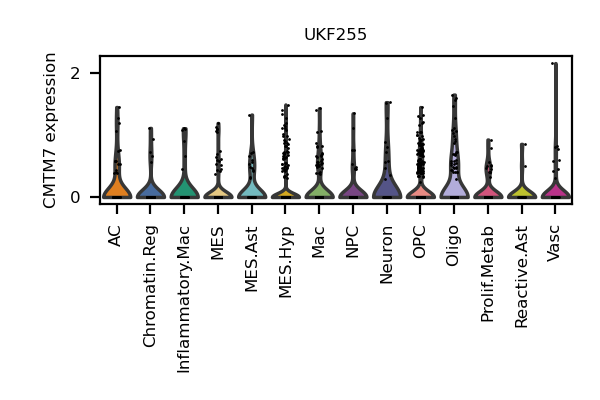 UKF255
CMTM7 expression
2
0
AC
Chromatin.Reg
Inflammatory.Mac
MES
MES.Ast
MES.Hyp
Mac
NPC
Neuron
OPC
Oligo
Prolif.Metab
Reactive.Ast
Vasc